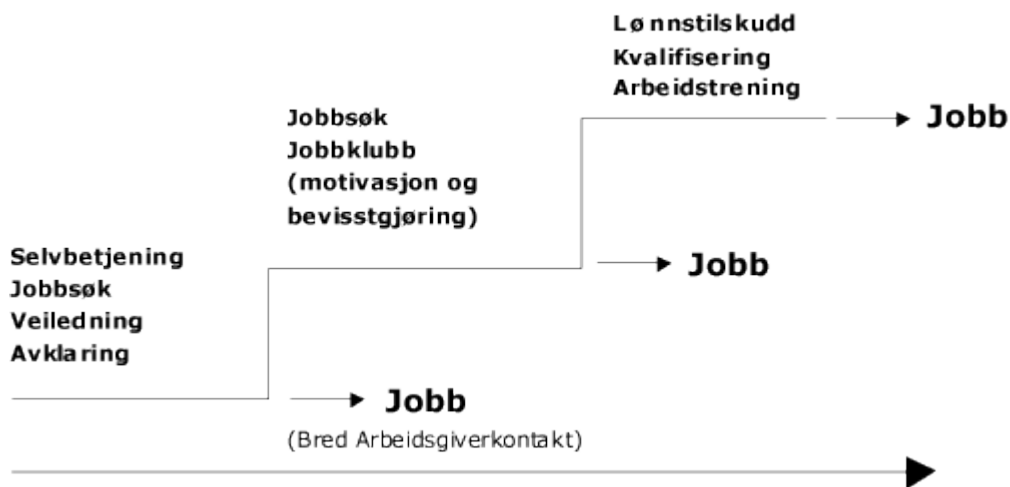 Lønnstilskudd
Kvalifisering
Arbeidstrening
Jobb
Jobbsøk
Jobbklubb
(motivasjon og
bevisstgjøring)
Jobb
Selvbetjening
Jobbsøk
Veiledning
Avklaring
Jobb
(Bred Arbeidsgiverkontakt)